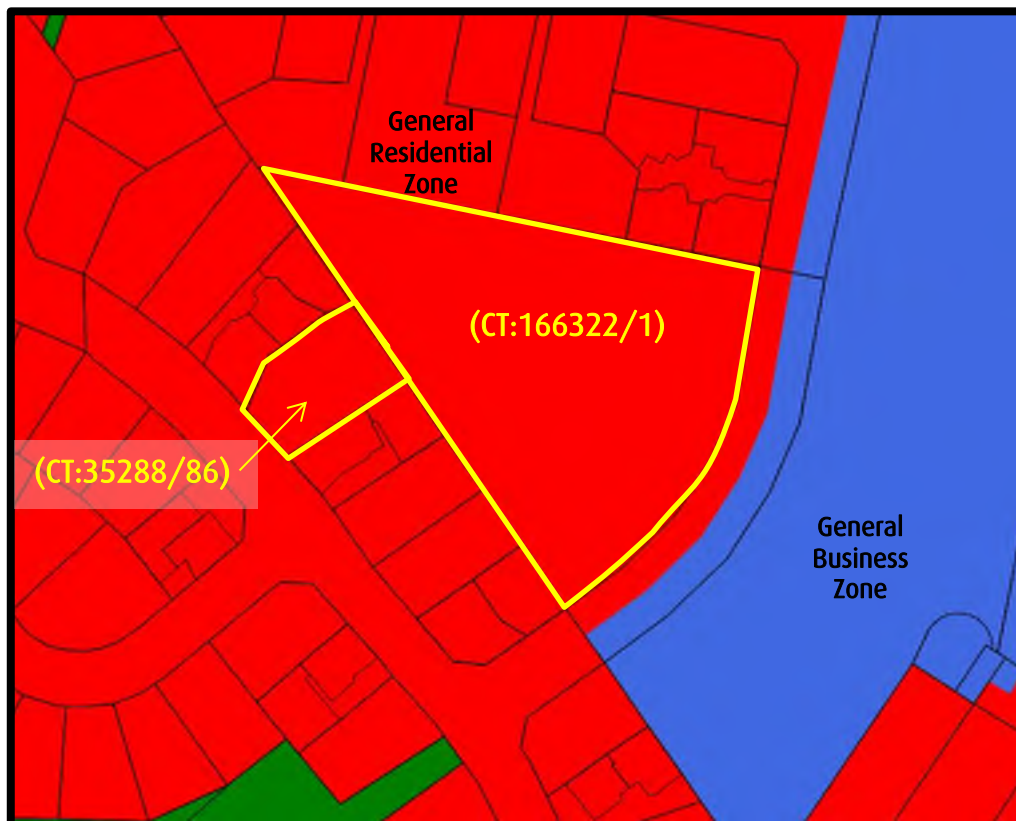 General
Residential
Zone
(CT:166322/1)
(CT:35288/86)
General
Business
Zone